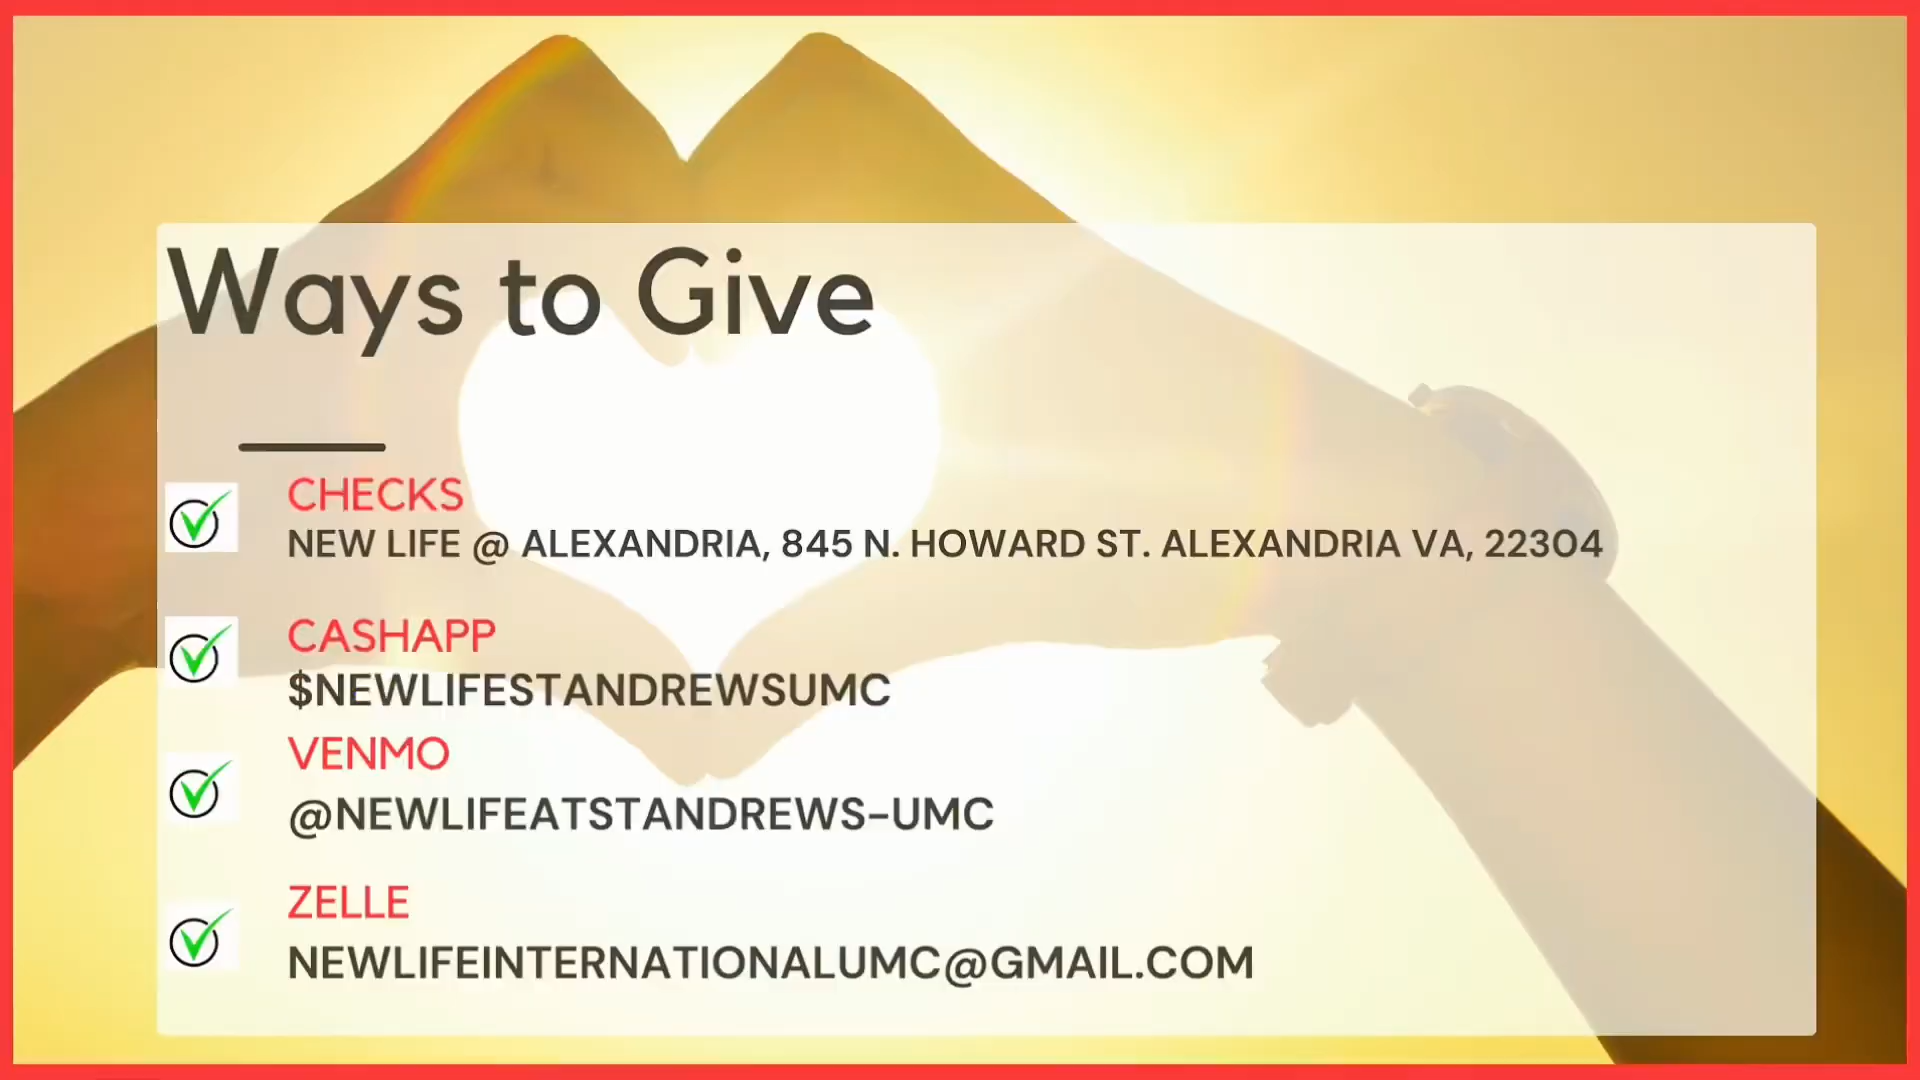 Ways to Give
CHECKS
NEW LIFE @ ALEXANDRIA, 845 N. HOWARD ST. ALEXANDRIA VA, 22304
CASHAPP
$NEWLIFESTANDREWSUMC
VENMO
@NEWLIFEATSTANDREWS-UMC
ZELLE
NEWLIFEINTERNATIONALUMC@GMAIL.COM